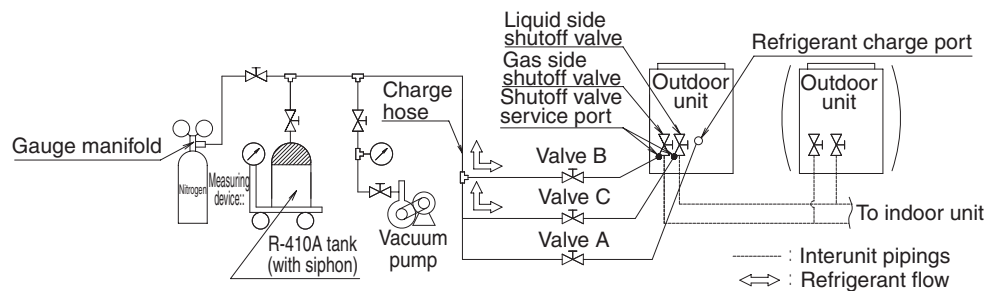 Liquid side
shutoff valve
Gas side
shutoff valve
Shutoff valve
service port
Refrigerant charge port
Outdoor
unit
Outdoor
unit
Charge
hose
Gauge manifold
Nitrogen
Measuring
device::
R-410A tank
(with siphon)
Vacuum
pump
Valve B
Valve C
Valve A
To indoor unit
: Interunit pipings
: Refrigerant flow